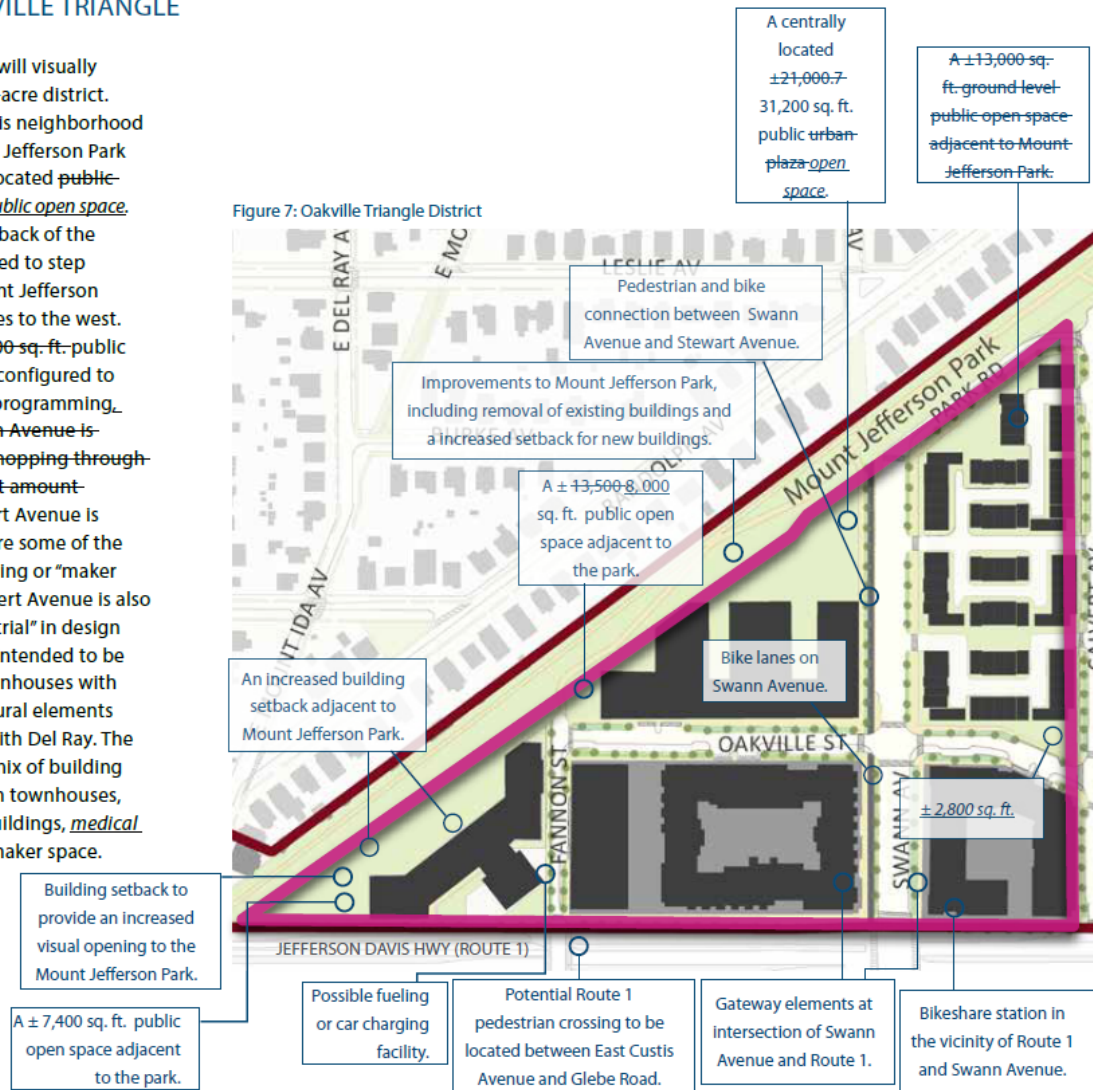 VILLE TRIANGLE
will visually
acre district.
is neighborhood
Jefferson Park
ocated public
ublic open space.
back of the
ed to step
nt Jefferson
es to the west.
00 sq. ft. public
configured to
programming,
n Avenue is
hopping through
t amount
rt Avenue is
re some of the
ing or “maker
ert Avenue is also
trial” in design
ntended to be
nhouses with
ural elements
ith Del Ray. The
nix of building
n townhouses,
uildings, medical
naker space.
Figure 7: Oakville Triangle District
A centrally
located
±21,000.7
31,200 sq. ft.
public urban
plaza open
space.
A ±13,000 sq.
ft. ground level
public open space
adjacent to Mount
Jefferson Park.
E DEL RAY A
E MO
LESLIE AV
AV
Pedestrian and bike
connection between Swann
Avenue and Stewart Avenue.
Improvements to Mount Jefferson Park,
including removal of existing buildings and
a increased setback for new buildings.
BURKE AV
RANDOLPH AV
Mount Jefferson Park
PARK RD
A ± 13,500 8, 000
sq. ft. public open
space adjacent to
the park.
E MOUNT IDA AV
An increased building
setback adjacent to
Mount Jefferson Park.
Bike lanes on
Swann Avenue.
CALVERT AV
OAKVILLE ST
FANNON ST
SWANN AV
± 2,800 sq. ft.
Building setback to
provide an increased
visual opening to the
Mount Jefferson Park.
JEFFERSON DAVIS HWY (ROUTE 1)
A ± 7,400 sq. ft. public
open space adjacent
to the park.
Possible fueling
or car charging
facility.
Potential Route 1
pedestrian crossing to be
located between East Custis
Avenue and Glebe Road.
Gateway elements at
intersection of Swann
Avenue and Route 1.
Bikeshare station in
the vicinity of Route 1
and Swann Avenue.